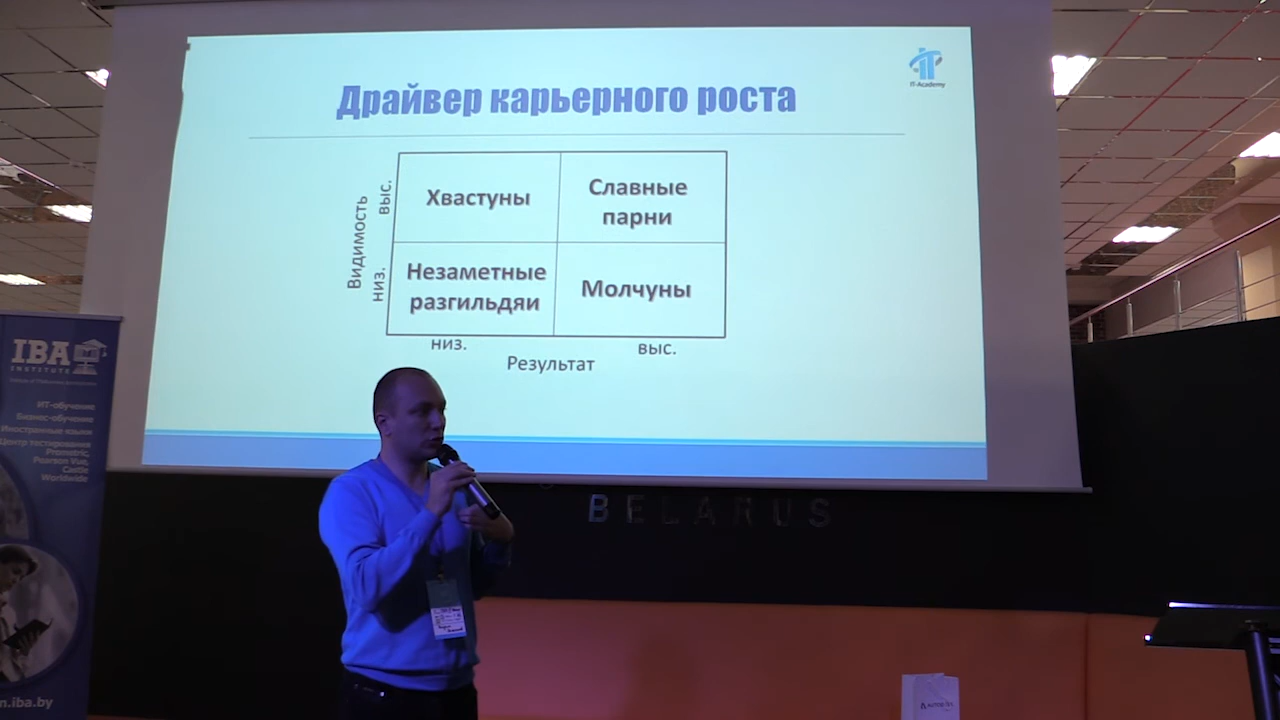 IT-Academy
Драйвер карьерного роста
Видимость
выс.
низ.
Хвастуны
Славные
парни
Незаметные
разгильдяи
Молчуны
низ.
выс.
Результат
IBA
INSTITUTE
ИТ-обучение
Бизнес-обучение
Иностранные языки
Центр тестирования
Prometric,
Pearson Vue,
Castle
Worldwide
n.iba.by
BELARUS